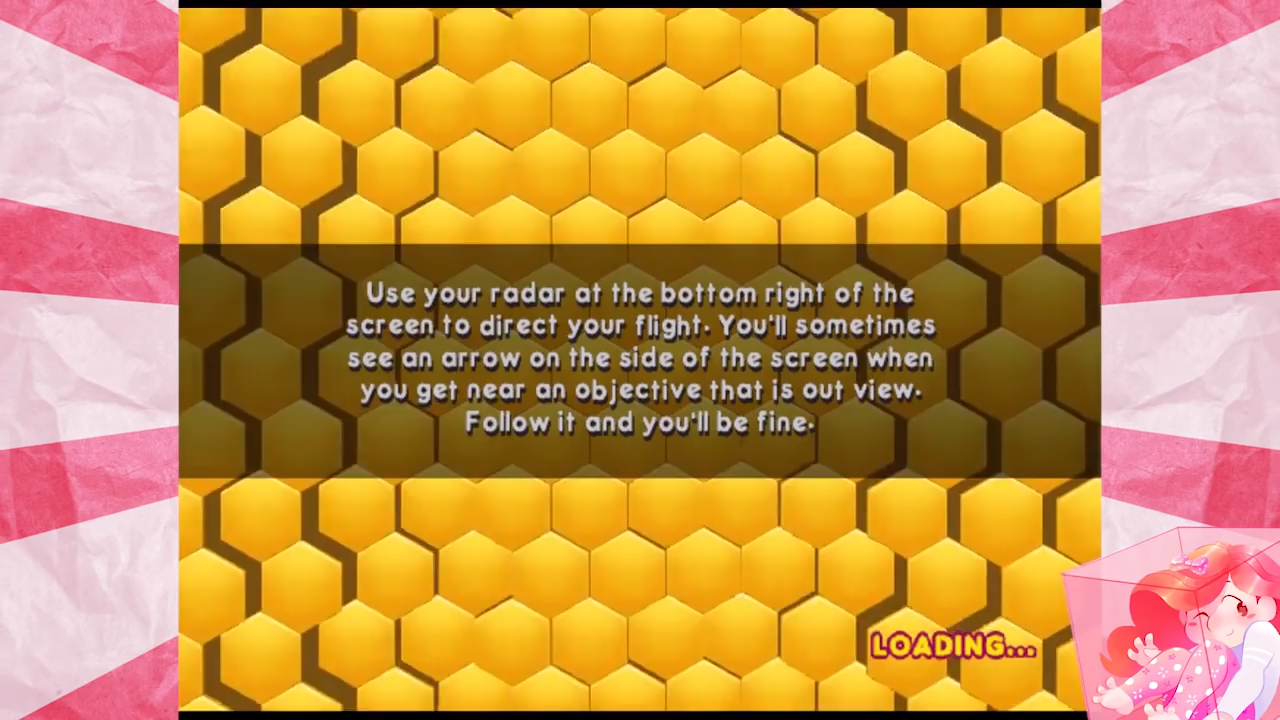 Use your radar at the bottom right of the
screen to direct your flight. You'll sometimes
see an arrow on the side of the screen when
you get near an objective that is out view.
Follow it and you'll be fine.
LOADING...